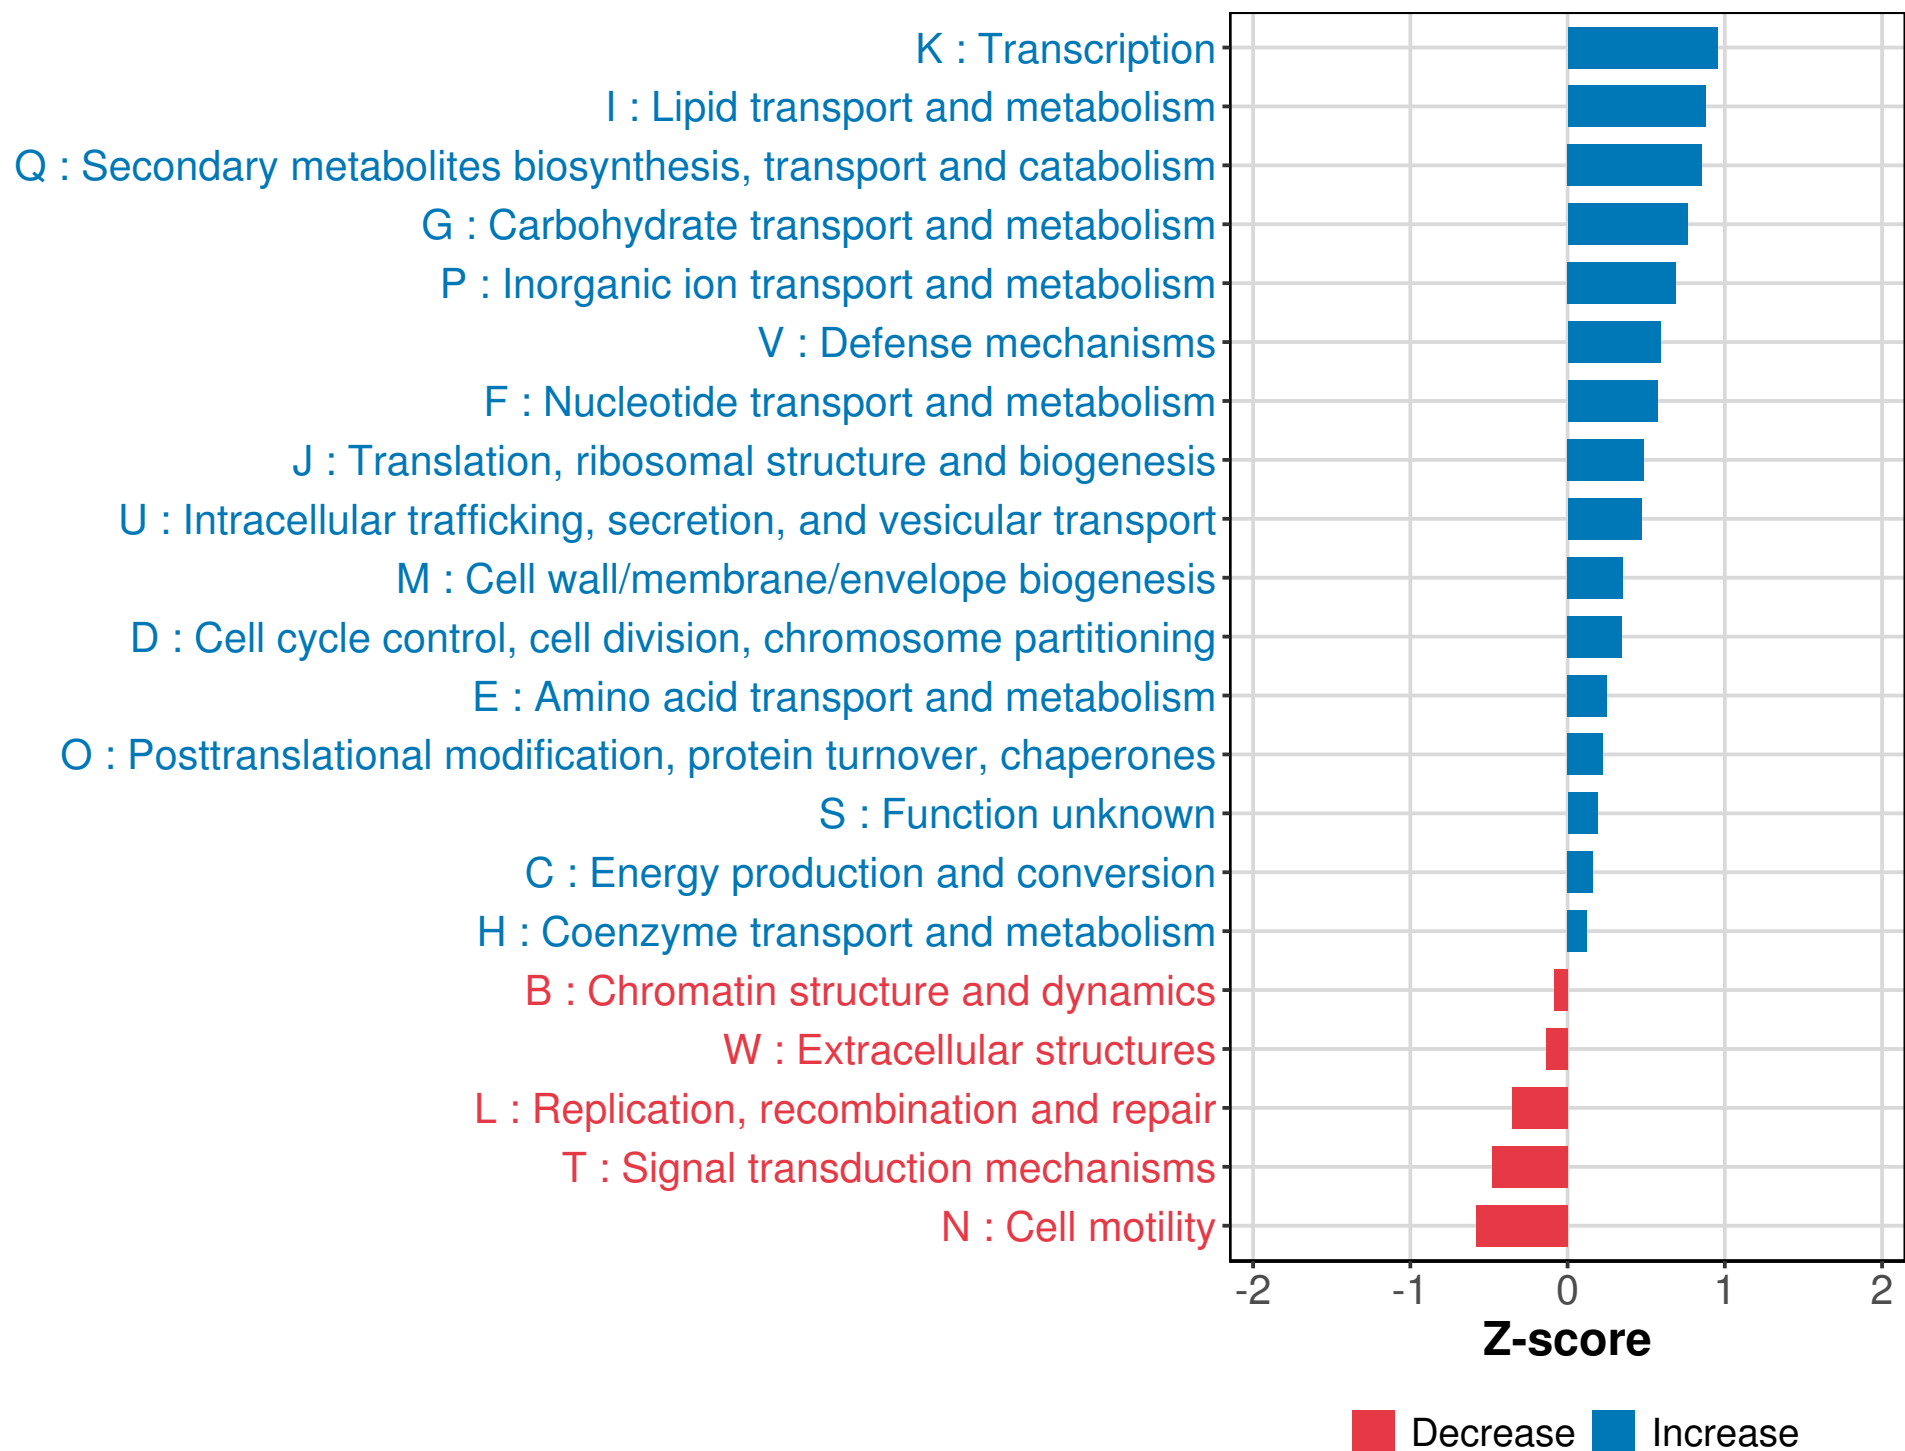 K : Transcription
I : Lipid transport and metabolism
Q : Secondary metabolites biosynthesis, transport and catabolism
G : Carbohydrate transport and metabolism
P : Inorganic ion transport and metabolism
V : Defense mechanisms
F : Nucleotide transport and metabolism
J : Translation, ribosomal structure and biogenesis
U : Intracellular trafficking, secretion, and vesicular transport
M : Cell wall/membrane/envelope biogenesis
D : Cell cycle control, cell division, chromosome partitioning
E : Amino acid transport and metabolism
O : Posttranslational modification, protein turnover, chaperones
S : Function unknown
C : Energy production and conversion
H : Coenzyme transport and metabolism
B : Chromatin structure and dynamics
W : Extracellular structures
L : Replication, recombination and repair
T : Signal transduction mechanisms
N : Cell motility
-2 -1 0 1 2
Z-score
Decrease Increase